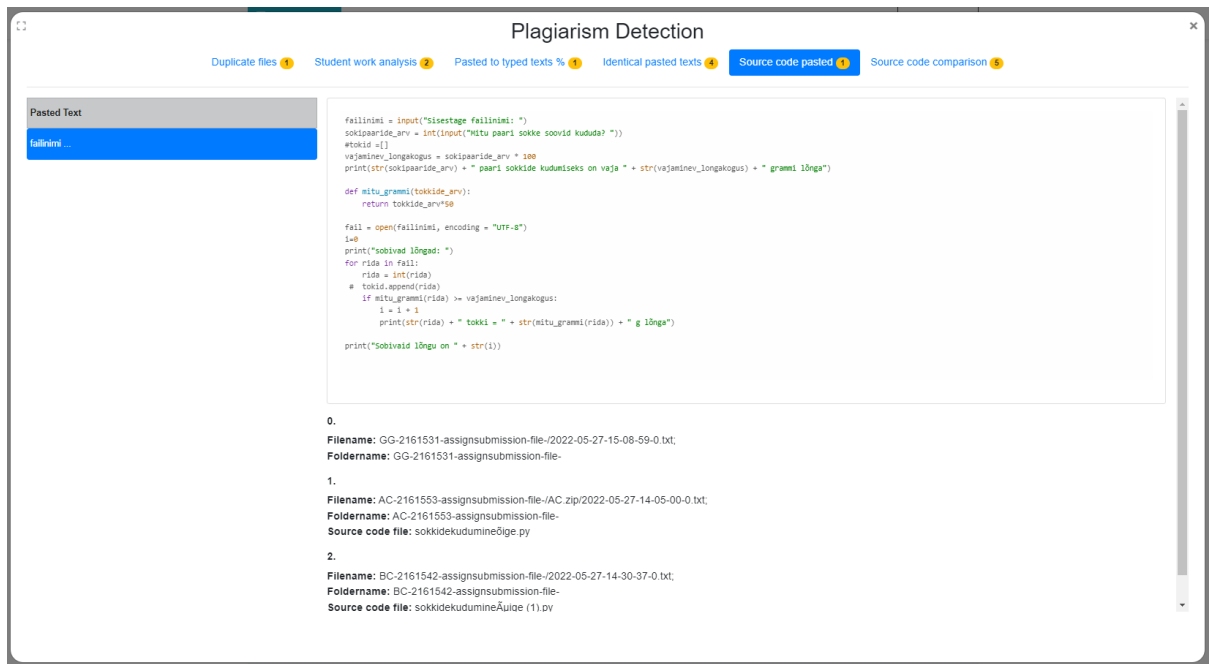 Plagiarism Detection
×
Duplicate files 1 Student work analysis 2 Pasted to typed texts % 1 Identical pasted texts 4 Source code pasted 1 Source code comparison 5
Pasted Text
failinimi ...
failinimi = input("Sisestage failinimi: ")
sokipaaride_arv = int(input("Mitu paari sokke soovid kududa? "))
#tokid =[]
vajaminev_longakogus = sokipaaride_arv * 100
print(str(sokipaaride_arv) + " paari sokkide kudumiseks on vaja " + str(vajaminev_longakogus) + " grammi lõnga")
def mitu_grammi(tokkide_arv):
    return tokkide_arv*50
fail = open(failinimi, encoding = "UTF-8")
i=0
print("sobivad lõngad: ")
for rida in fail:
    rida = int(rida)
 #  tokid.append(rida)
    if mitu_grammi(rida) >= vajaminev_longakogus:
        i = i + 1
        print(str(rida) + " tokki = " + str(mitu_grammi(rida)) + " g lõnga")
print("Sobivaid lõngu on " + str(i))
0.
Filename: GG-2161531-assignsubmission-file-/2022-05-27-15-08-59-0.txt;
Foldername: GG-2161531-assignsubmission-file-
1.
Filename: AC-2161553-assignsubmission-file-/AC.zip/2022-05-27-14-05-00-0.txt;
Foldername: AC-2161553-assignsubmission-file-
Source code file: sokkidekudumineõige.py
2.
Filename: BC-2161542-assignsubmission-file-/2022-05-27-14-30-37-0.txt;
Foldername: BC-2161542-assignsubmission-file-
Source code file: sokkidekudumineÃµige (1).py